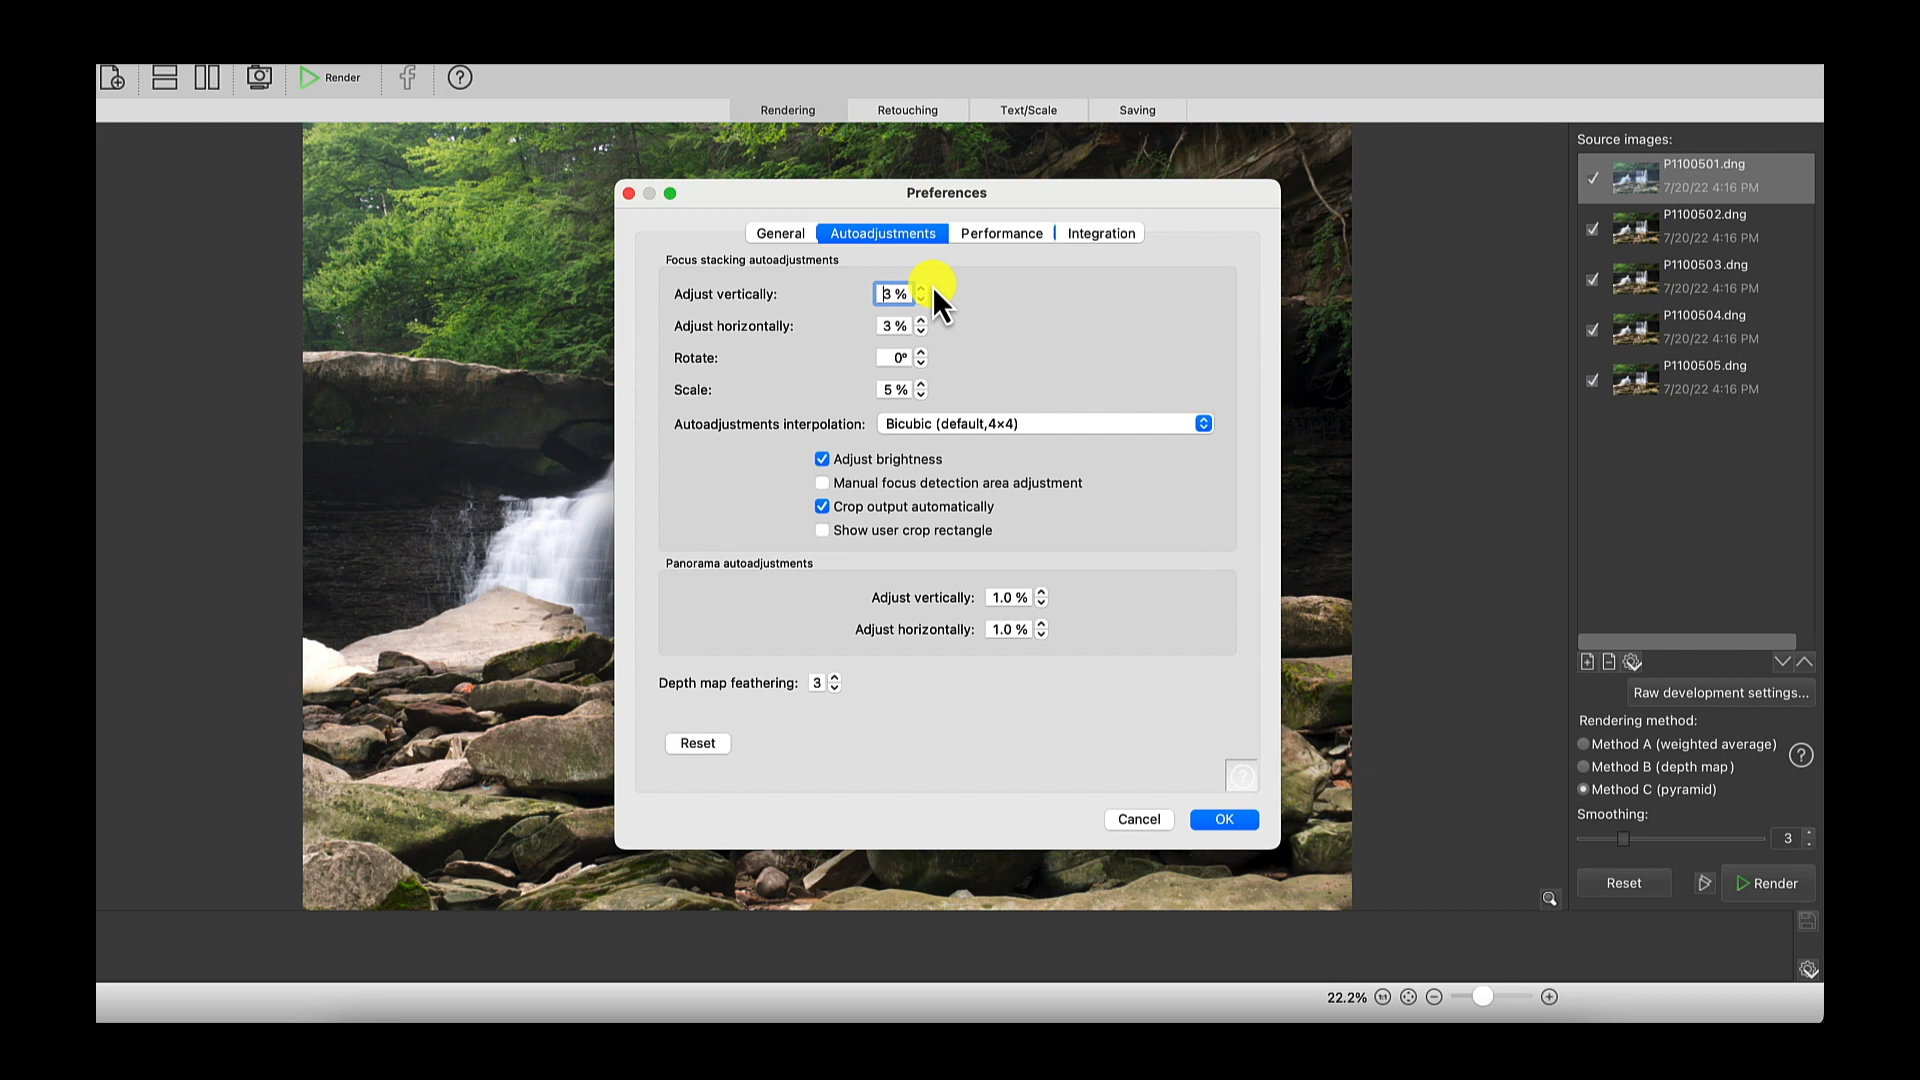 Render
Rendering
Retouching
Text/Scale
Saving
Source images:
P1100501.dng
7/20/22 4:16 PM
P1100502.dng
7/20/22 4:16 PM
P1100503.dng
7/20/22 4:16 PM
P1100504.dng
7/20/22 4:16 PM
P1100505.dng
7/20/22 4:16 PM
Preferences
General
Autoadjustments
Performance
Integration
Focus stacking autoadjustments
Adjust vertically: 3 %
Adjust horizontally: 3 %
Rotate: 0°
Scale: 5 %
Autoadjustments interpolation: Bicubic (default,4×4)
Adjust brightness
Manual focus detection area adjustment
Crop output automatically
Show user crop rectangle
Panorama autoadjustments
Adjust vertically: 1.0 %
Adjust horizontally: 1.0 %
Depth map feathering: 3
Reset
Cancel
OK
Raw development settings...
Rendering method:
Method A (weighted average)
Method B (depth map)
Method C (pyramid)
Smoothing:
3
Reset
Render
22.2%